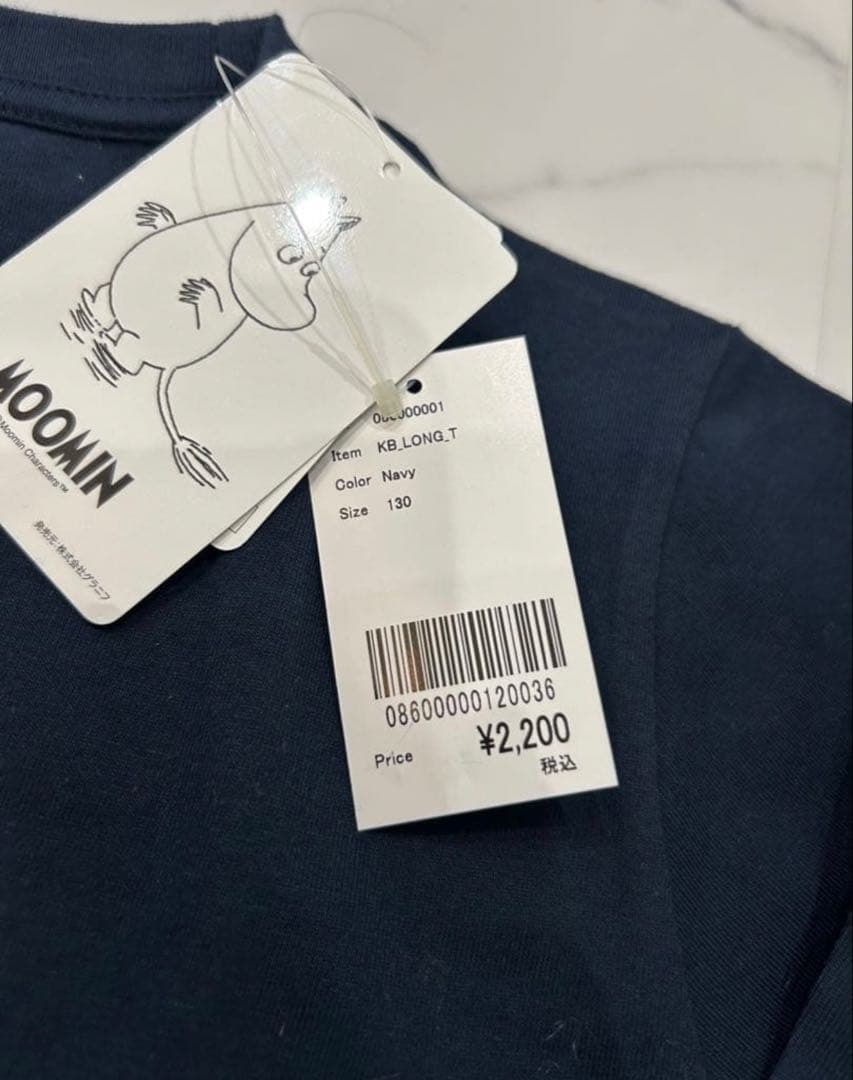 MOOMIN
©Moomin Characters™
発売元:株式会社グラニフ
Item KB_LONG_T
Color Navy
Size 130
08600000120036
Price ¥2,200
税込